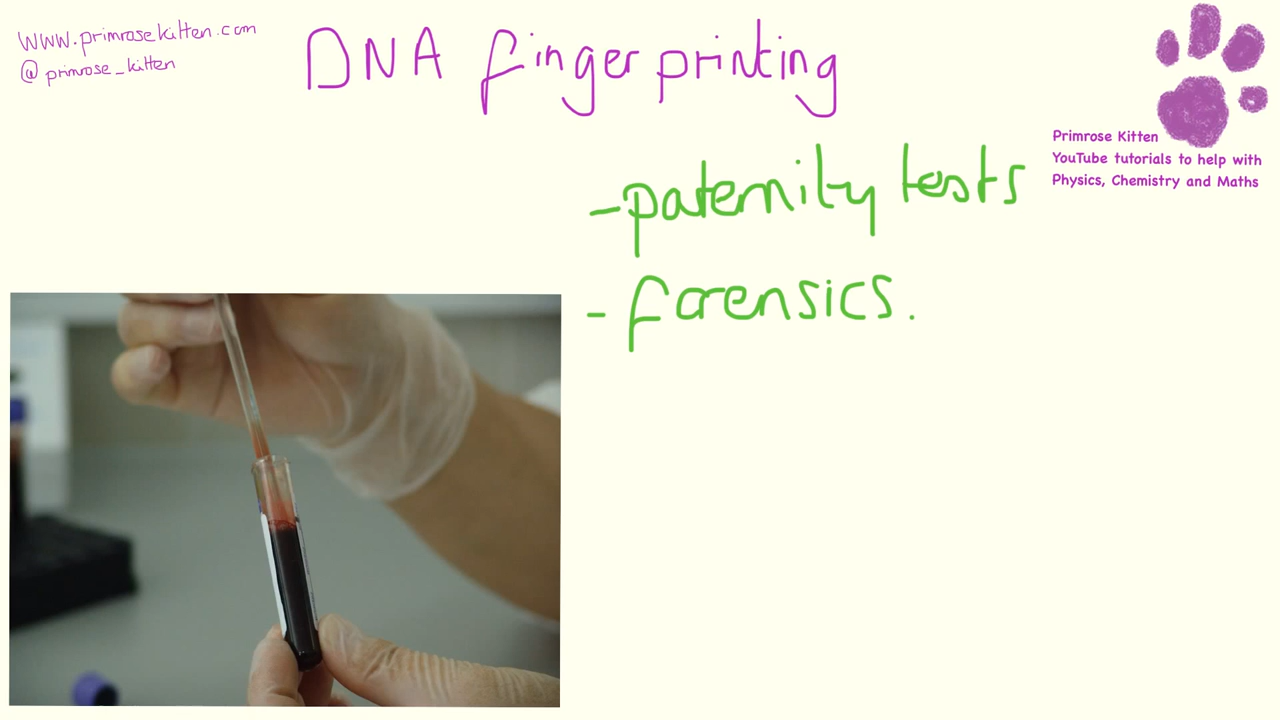 www.primrosekitten.com
@primrose_kitten
DNA fingerprinting
Primrose Kitten
YouTube tutorials to help with
Physics, Chemistry and Maths
- paternity tests
- forensics.